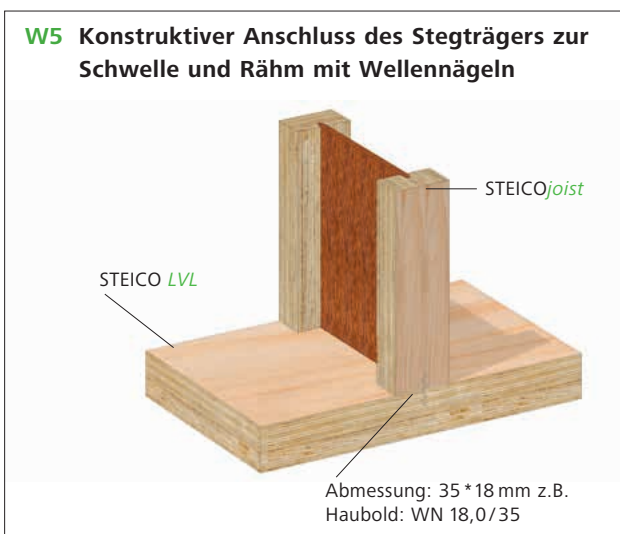 W5 Konstruktiver Anschluss des Stegträgers zur
Schwelle und Rähm mit Wellennägeln
STEICOjoist
STEICO LVL
Abmessung: 35 * 18 mm z.B.
Haubold: WN 18,0 / 35